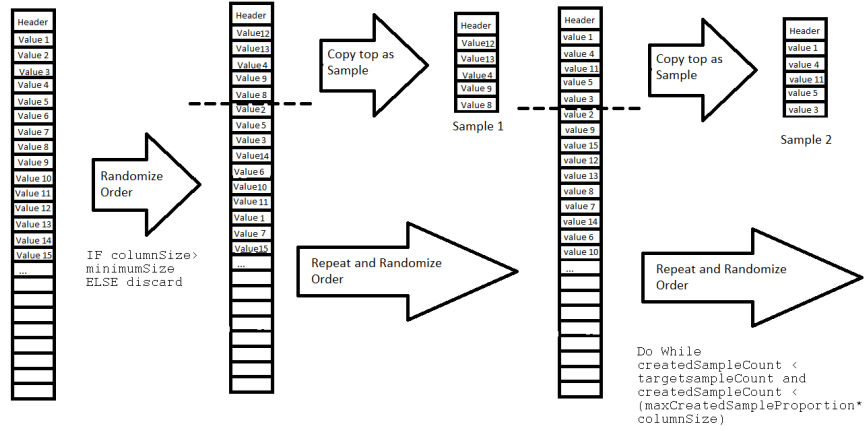 Header
Value 1
Value 2
Value 3
Value 4
Value 5
Value 6
Value 7
Value 8
Value 9
Value 10
Value 11
Value 12
Value 13
Value 14
Value 15
...
Randomize
Order
IF columnSize>
minimumSize
ELSE discard
Header
Value12
Value13
Value 4
Value 9
Value 8
Value 2
Value 5
Value 3
Value14
Value 6
Value10
Value11
Value 1
Value 7
Value15
...
Copy top as
Sample
Header
Value12
Value13
Value 4
Value 9
Value 8
Sample 1
Repeat and Randomize
Order
Header
value 1
value 4
value 11
value 5
value 3
value 2
value 9
value 15
value 12
value 13
value 8
value 7
value 14
value 6
value 10
...
Copy top as
Sample
Header
value 1
value 4
value 11
value 5
value 3
Sample 2
Repeat and Randomize
Order
Do While
createdSampleCount <
targetsampleCount and
createdSampleCount <
(maxCreatedSampleProportion*
columnSize)